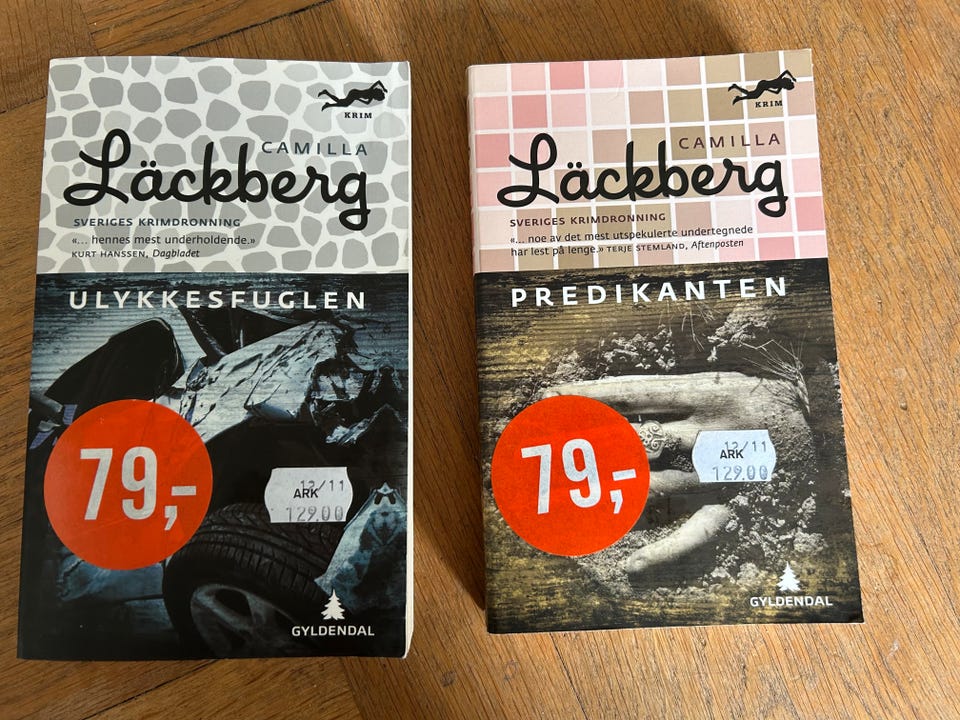 KRIM
CAMILLA
Läckberg
SVERIGES KRIMDRONNING
«... hennes mest underholdende.»
KURT HANSSEN, Dagbladet
ULYKKESFUGLEN
79,-
12/11
ARK
129.00
GYLDENDAL
KRIM
CAMILLA
Läckberg
SVERIGES KRIMDRONNING
«... noe av det mest utspekulerte undertegnede
har lest på lenge.» TERJE STEMLAND, Aftenposten
PREDIKANTEN
79,-
12/11
ARK
129.00
GYLDENDAL